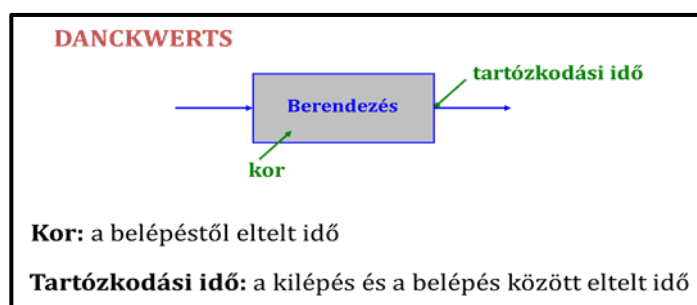 DANCKWERTS
tartózkodási idő
Berendezés
kor
Kor: a belépéstől eltelt idő
Tartózkodási idő: a kilépés és a belépés között eltelt idő